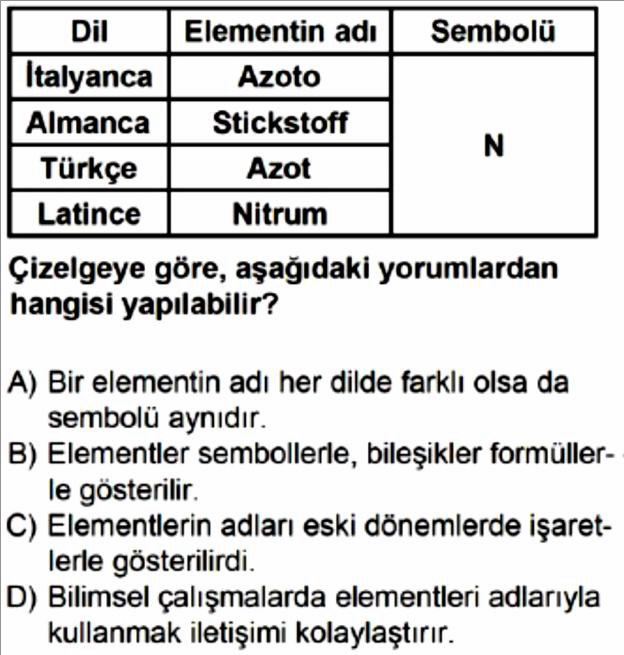 Dil Elementin adı Sembolü
İtalyanca Azoto
Almanca Stickstoff
N
Türkçe Azot
Latince Nitrum
Çizelgeye göre, aşağıdaki yorumlardan
hangisi yapılabilir?
A) Bir elementin adı her dilde farklı olsa da
sembolü aynıdır.
B) Elementler sembollerle, bileşikler formüller-
le gösterilir.
C) Elementlerin adları eski dönemlerde işaret-
lerle gösterilirdi.
D) Bilimsel çalışmalarda elementleri adlarıyla
kullanmak iletişimi kolaylaştırır.